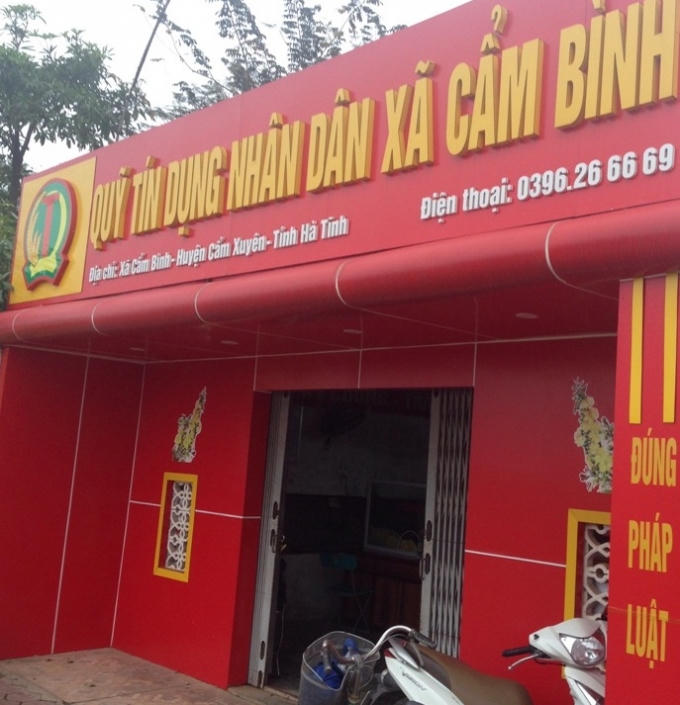 QUỸ TÍN DỤNG NHÂN DÂN XÃ CẨM BÌNH
Địa chỉ: Xã Cẩm Bình - Huyện Cẩm Xuyên - Tỉnh Hà Tĩnh
Điện thoại: 0396.26 66 69
ĐÚNG
PHÁP
LUẬT